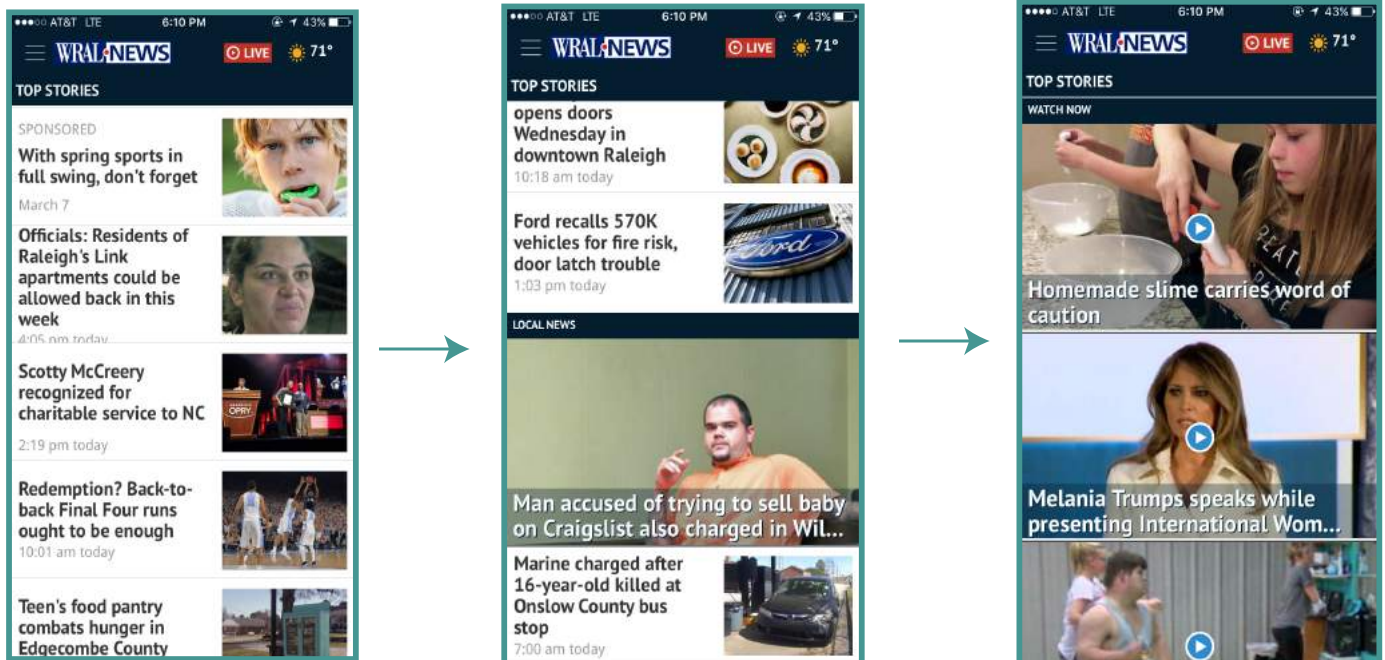 AT&T LTE 6:10 PM 43%
WRAL NEWS LIVE 71°
TOP STORIES
SPONSORED
With spring sports in
full swing, don't forget
March 7
Officials: Residents of
Raleigh's Link
apartments could be
allowed back in this
week
4:05 pm today
Scotty McCreery
recognized for
charitable service to NC
2:19 pm today
OPRY
Redemption? Back-to-
back Final Four runs
ought to be enough
10:01 am today
Teen's food pantry
combats hunger in
Edgecombe County
AT&T LTE 6:10 PM 43%
WRAL NEWS LIVE 71°
TOP STORIES
opens doors
Wednesday in
downtown Raleigh
10:18 am today
Ford recalls 570K
vehicles for fire risk,
door latch trouble
1:03 pm today
Ford
LOCAL NEWS
Man accused of trying to sell baby
on Craigslist also charged in Wil...
Marine charged after
16-year-old killed at
Onslow County bus
stop
7:00 am today
AT&T LTE 6:10 PM 43%
WRAL NEWS LIVE 71°
TOP STORIES
WATCH NOW
Homemade slime carries word of
caution
Melania Trumps speaks while
presenting International Wom...